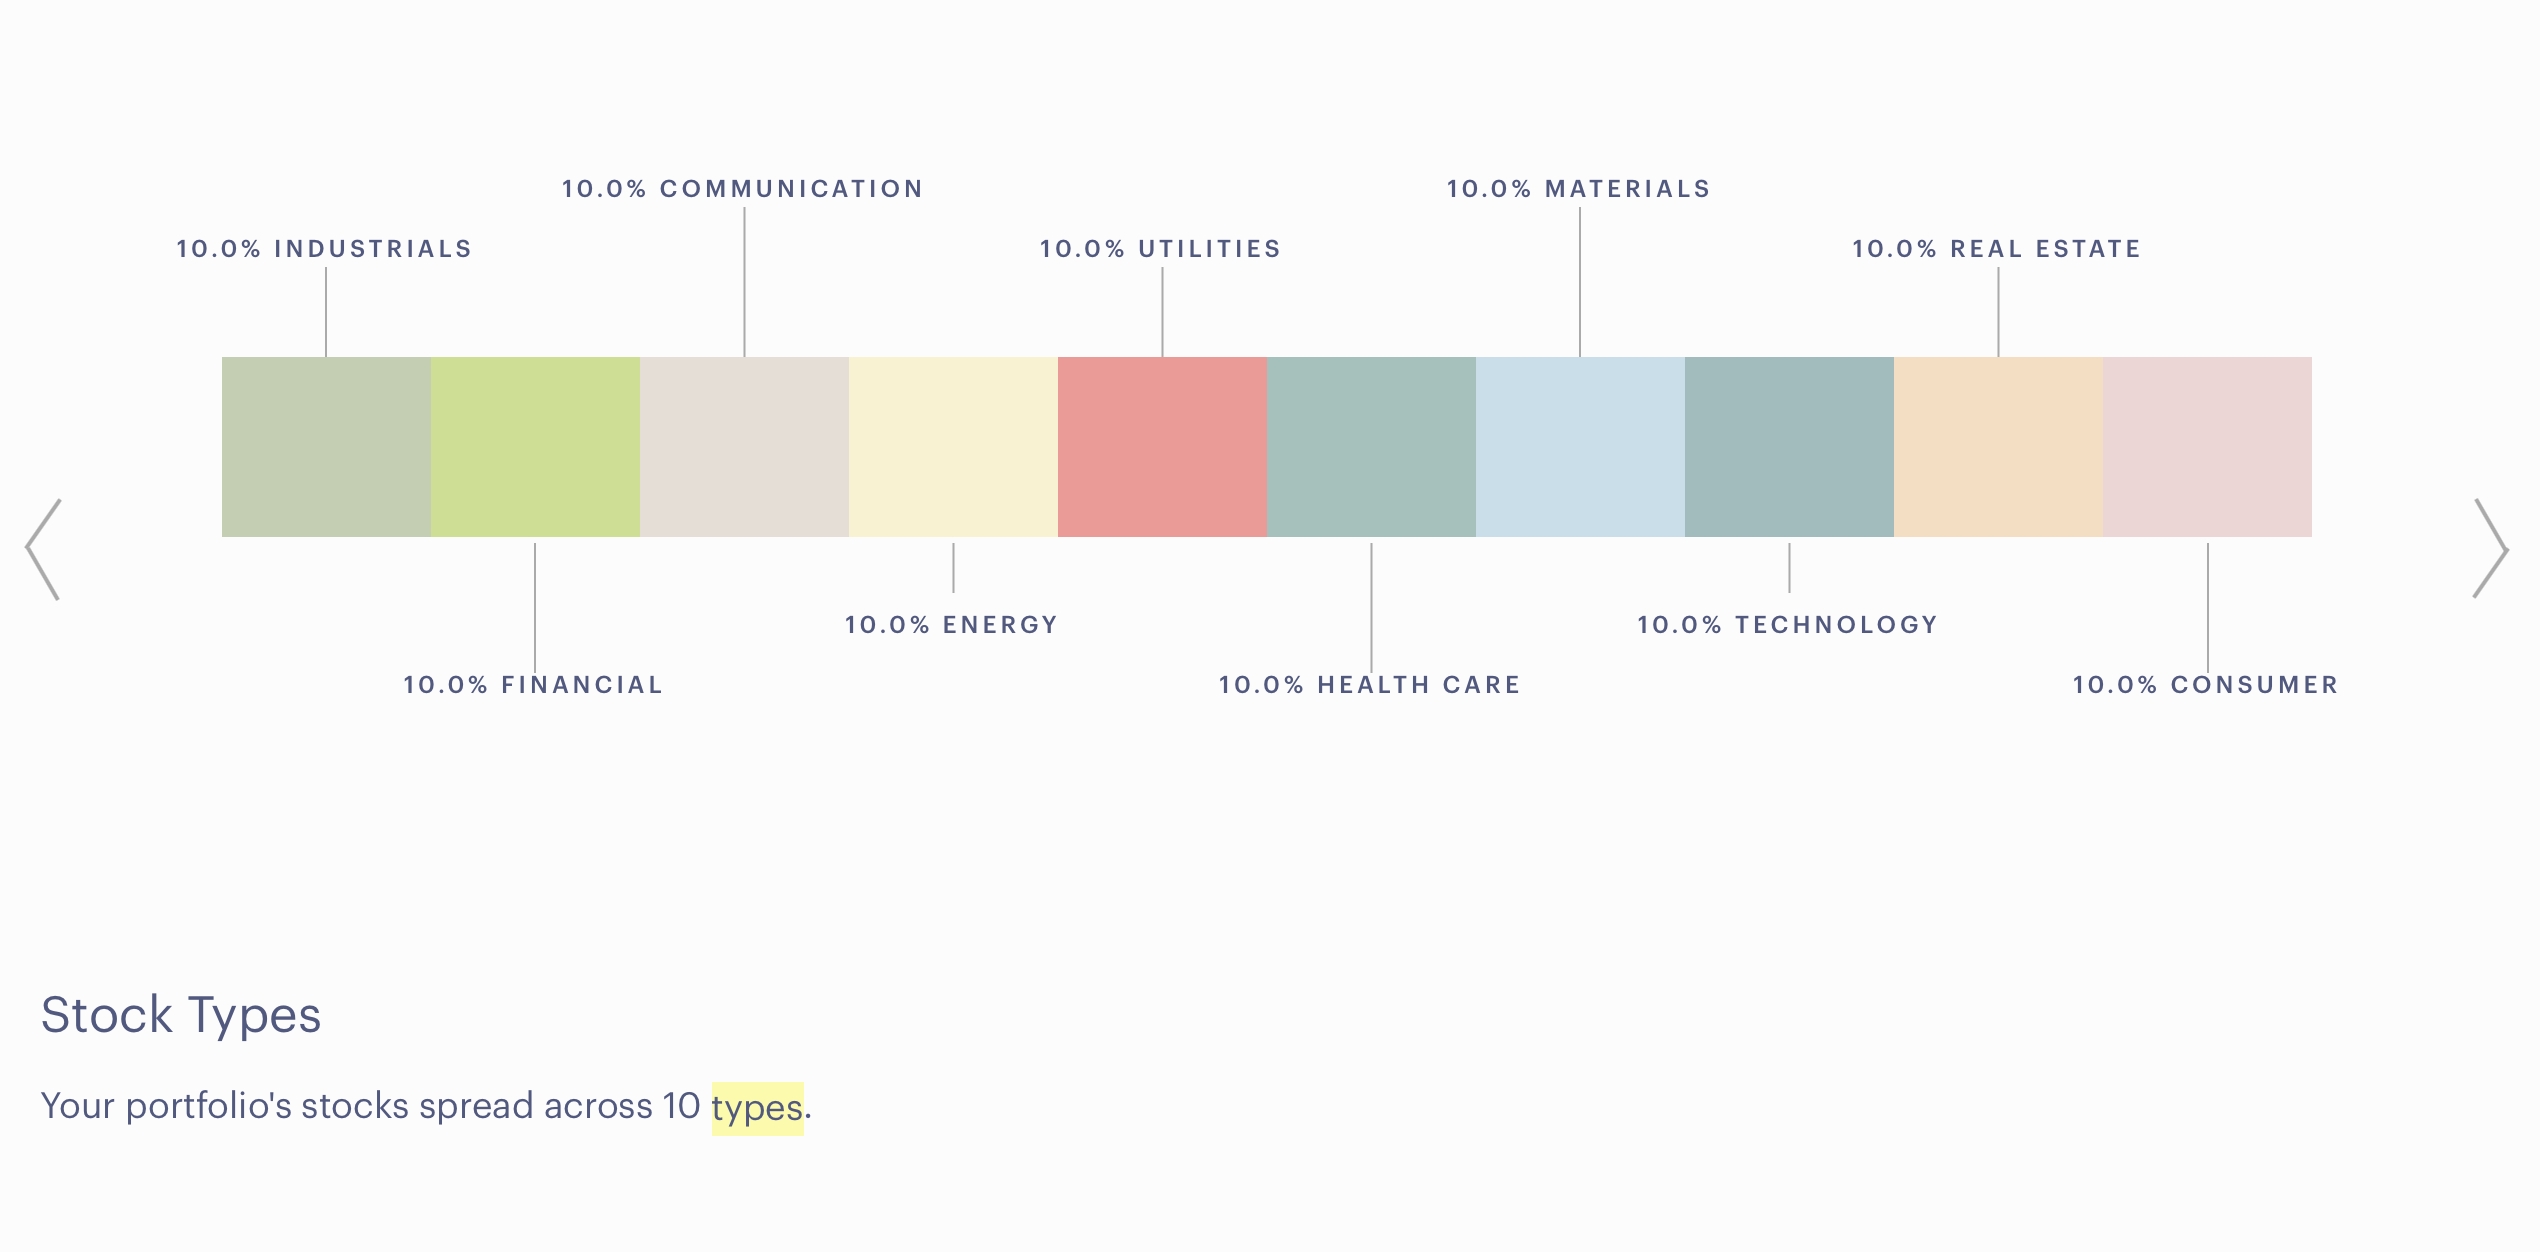 10.0% COMMUNICATION
10.0% MATERIALS
10.0% INDUSTRIALS
10.0% UTILITIES
10.0% REAL ESTATE
10.0% ENERGY
10.0% TECHNOLOGY
10.0% FINANCIAL
10.0% HEALTH CARE
10.0% CONSUMER
Stock Types
Your portfolio's stocks spread across 10 types.